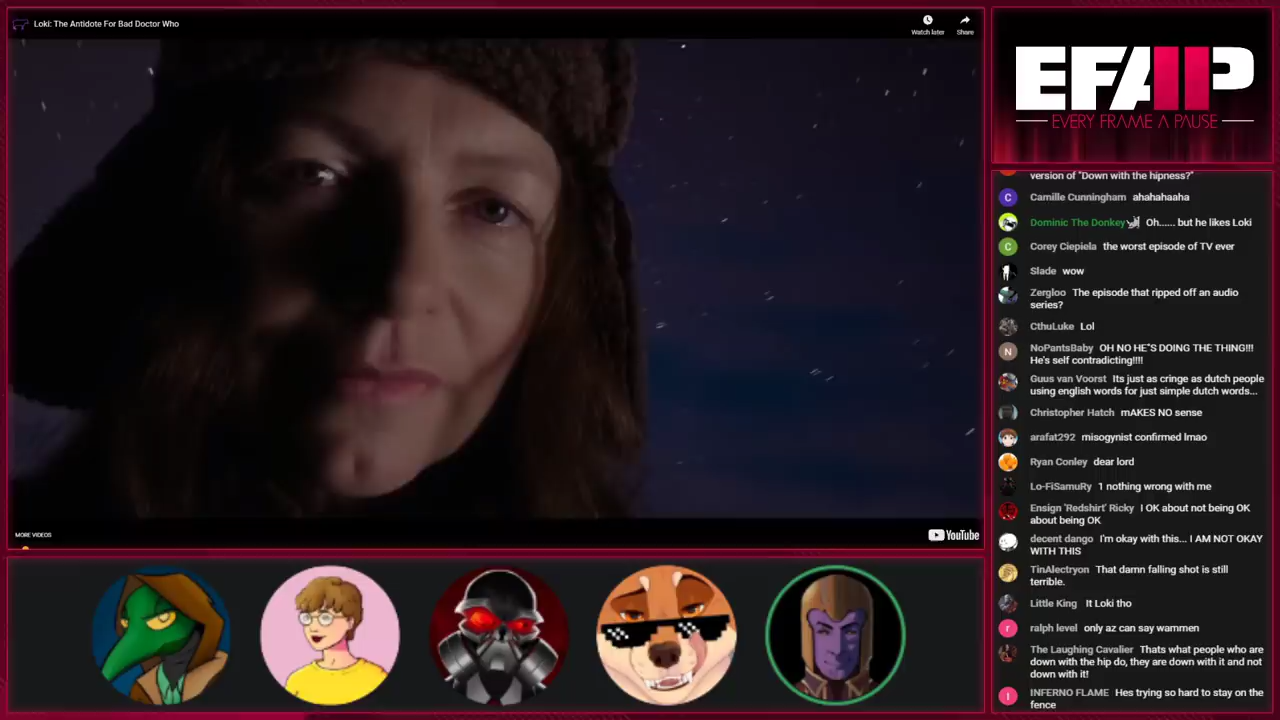 Loki: The Antidote For Bad Doctor Who
Watch later
Share
MORE VIDEOS
YouTube
EFAP
EVERY FRAME A PAUSE
version of "Down with the hipness?"
Camille Cunningham ahahahaaha
Dominic The Donkey Oh...... but he likes Loki
Corey Ciepiela the worst episode of TV ever
Slade wow
Zergloo The episode that ripped off an audio
series?
CthuLuke Lol
NoPantsBaby OH NO HE"S DOING THE THING!!!
He's self contradicting!!!!
Guus van Voorst Its just as cringe as dutch people
using english words for just simple dutch words...
Christopher Hatch mAKES NO sense
arafat292 misogynist confirmed lmao
Ryan Conley dear lord
Lo-FiSamuRy '1 nothing wrong with me
Ensign 'Redshirt' Ricky I OK about not being OK
about being OK
decent dango I'm okay with this... I AM NOT OKAY
WITH THIS
TinAlectryon That damn falling shot is still
terrible.
Little King It Loki tho
ralph level only az can say wammen
The Laughing Cavalier Thats what people who are
down with the hip do, they are down with it and not
down with it!
INFERNO FLAME Hes trying so hard to stay on the
fence